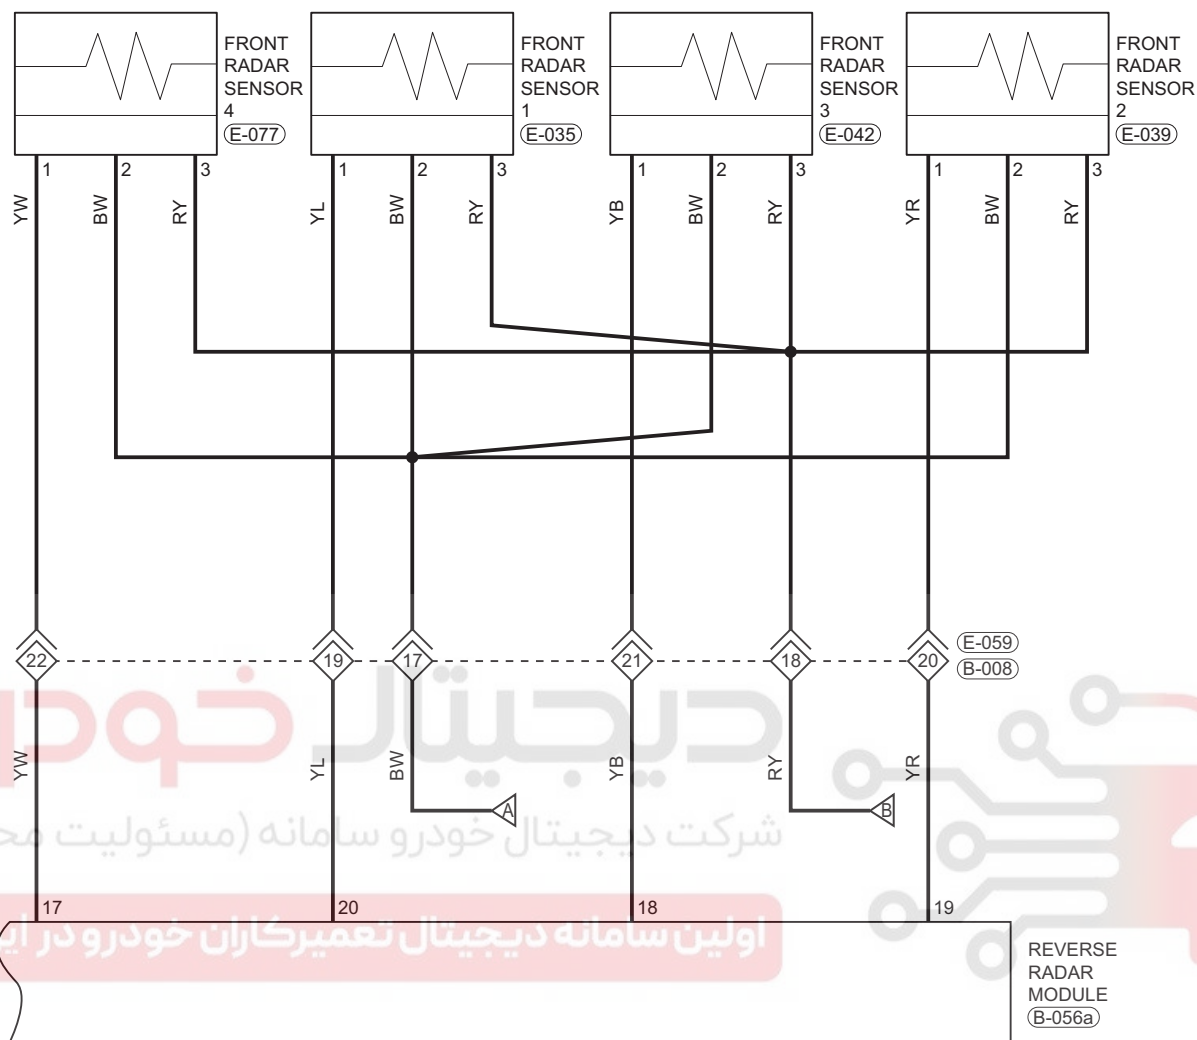 FRONT
RADAR
SENSOR
4
E-077
FRONT
RADAR
SENSOR
1
E-035
FRONT
RADAR
SENSOR
3
E-042
FRONT
RADAR
SENSOR
2
E-039
1 2 3 1 2 3 1 2 3 1 2 3
YW BW RY YL BW RY YB BW RY YR BW RY
22 19 17 21 18 20
E-059
B-008
دیجیتال خودر
YW YL BW YB RY YR
A B
شرکت دیجیتال خودرو سامانه (مسئولیت
17 20 18 19
اولین سامانه دیجیتال تعمیرکاران خودرو در
REVERSE
RADAR
MODULE
B-056a